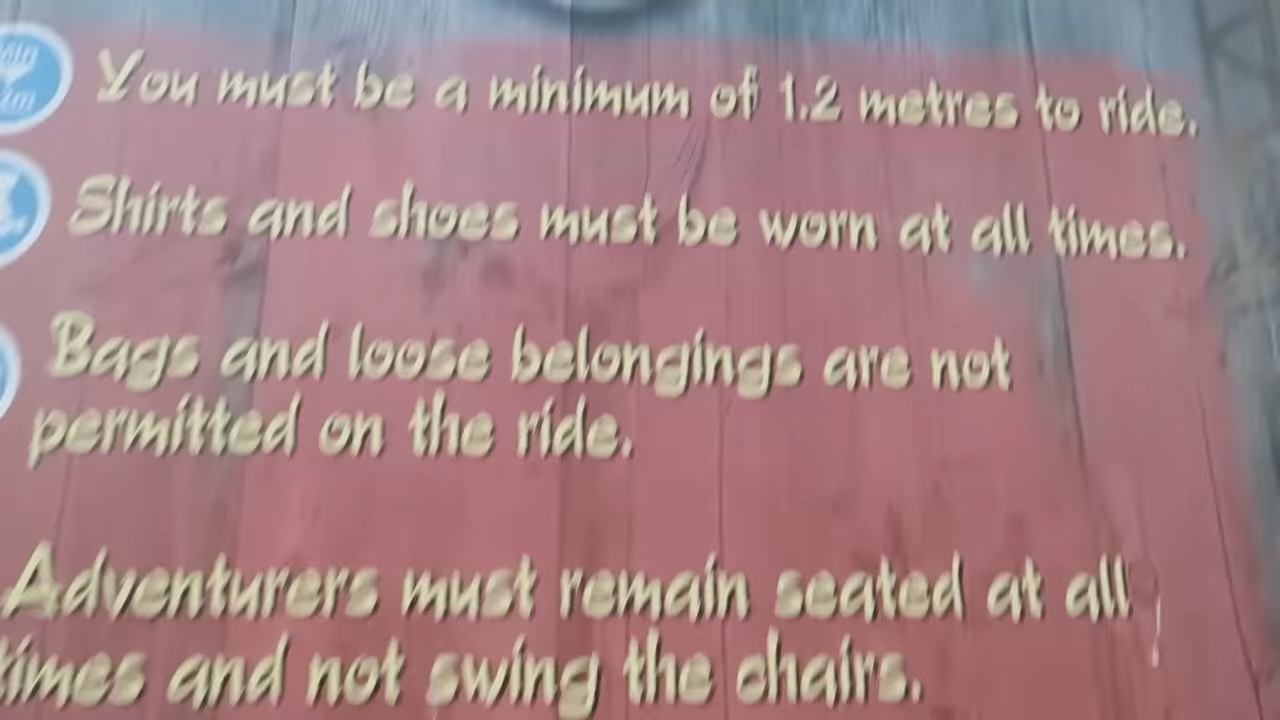 You must be a minimum of 1.2 metres to ride.
Shirts and shoes must be worn at all times.
Bags and loose belongings are not
permitted on the ride.
Adventurers must remain seated at all
times and not swing the chairs.